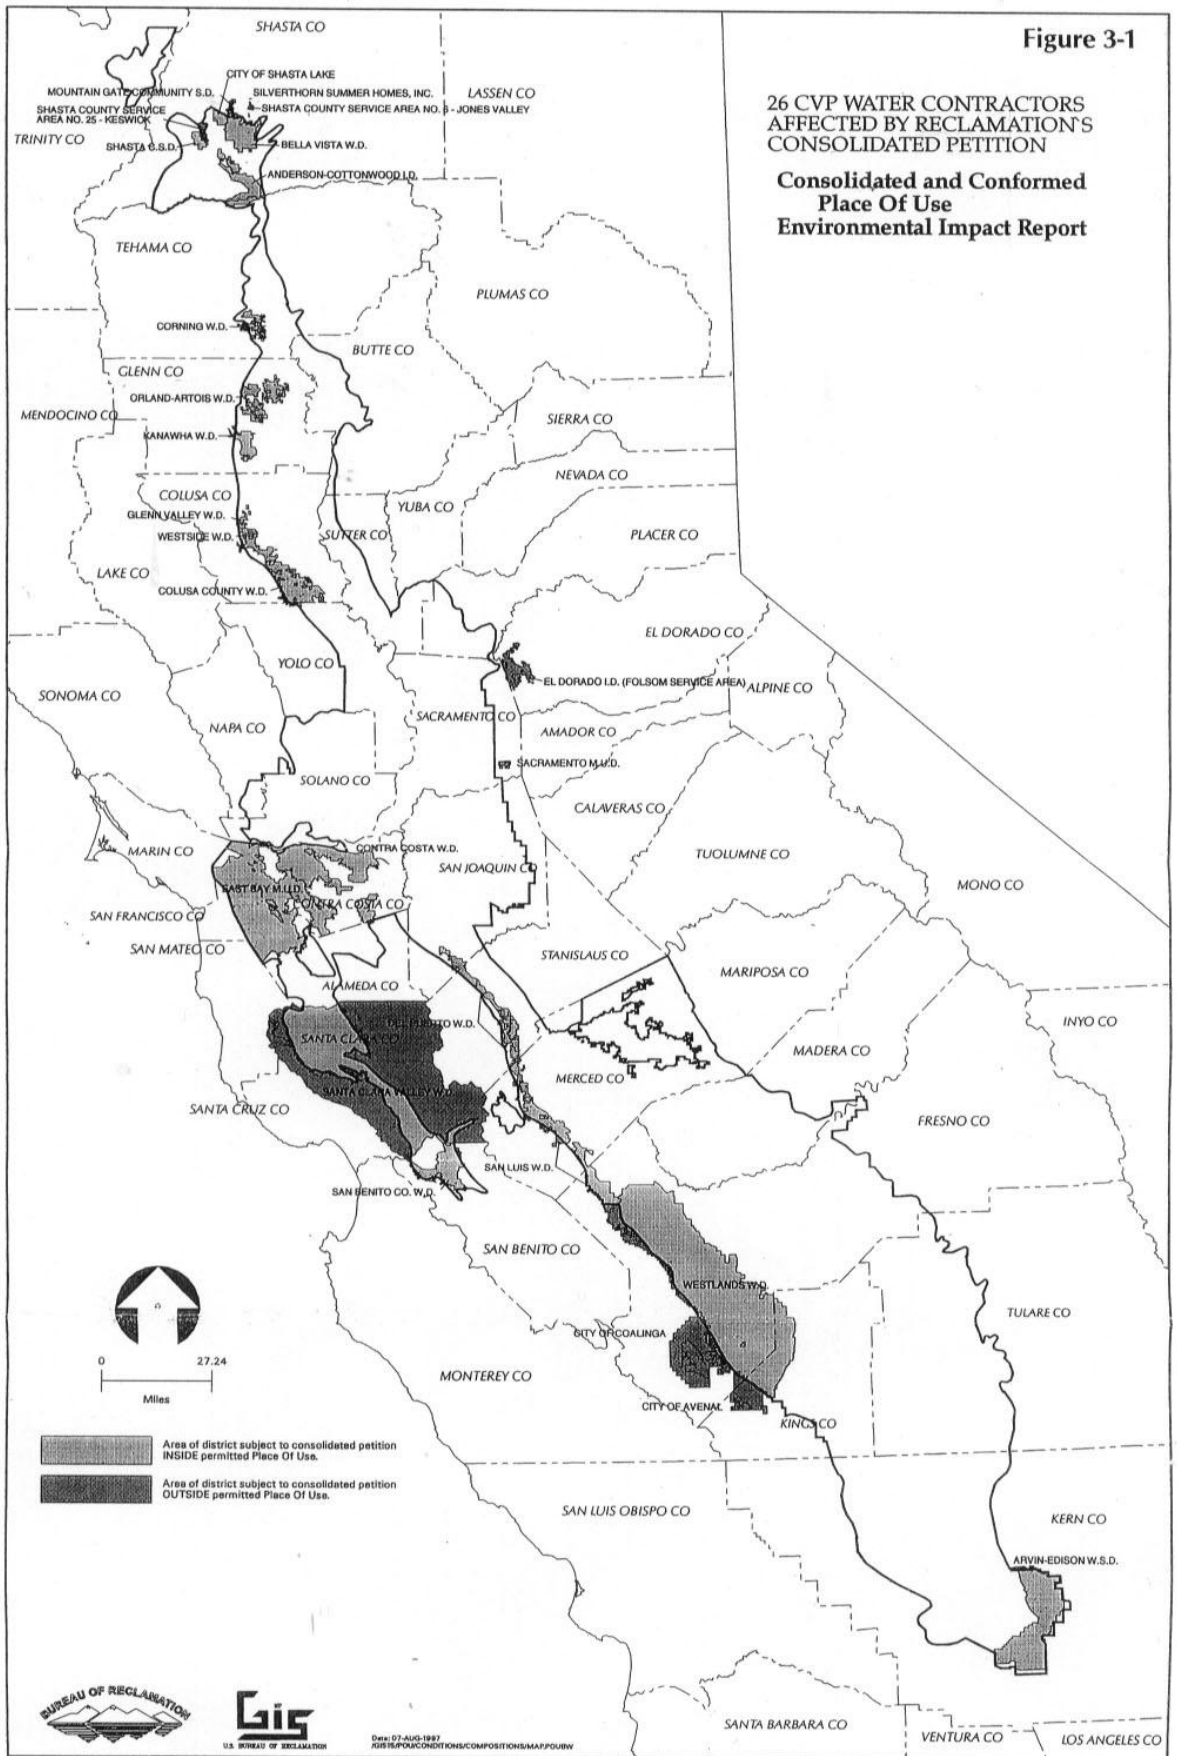 Figure 3-1
26 CVP WATER CONTRACTORS
AFFECTED BY RECLAMATION'S
CONSOLIDATED PETITION
Consolidated and Conformed
Place Of Use
Environmental Impact Report
SHASTA CO
CITY OF SHASTA LAKE
MOUNTAIN GATE COMMUNITY S.D.
SILVERTHORN SUMMER HOMES, INC.
LASSEN CO
SHASTA COUNTY SERVICE
AREA NO. 25 - KESWICK
SHASTA COUNTY SERVICE AREA NO. 6 - JONES VALLEY
TRINITY CO
SHASTA C.S.D.
BELLA VISTA W.D.
ANDERSON-COTTONWOOD I.D.
TEHAMA CO
PLUMAS CO
CORNING W.D.
BUTTE CO
GLENN CO
ORLAND-ARTOIS W.D.
MENDOCINO CO
SIERRA CO
KANAWHA W.D.
NEVADA CO
COLUSA CO
YUBA CO
GLENN VALLEY W.D.
WESTSIDE W.D.
SUTTER CO
PLACER CO
LAKE CO
COLUSA COUNTY W.D.
EL DORADO CO
YOLO CO
EL DORADO I.D. (FOLSOM SERVICE AREA)
ALPINE CO
SONOMA CO
NAPA CO
SACRAMENTO CO
AMADOR CO
SACRAMENTO M.U.D.
SOLANO CO
CALAVERAS CO
MARIN CO
CONTRA COSTA W.D.
SAN JOAQUIN CO
TUOLUMNE CO
MONO CO
EAST BAY M.U.D.
CONTRA COSTA CO
SAN FRANCISCO CO
SAN MATEO CO
STANISLAUS CO
MARIPOSA CO
ALAMEDA CO
INYO CO
DEL PUERTO W.D.
SANTA CLARA CO
MADERA CO
MERCED CO
SANTA CLARA VALLEY W.D.
SANTA CRUZ CO
FRESNO CO
SAN LUIS W.D.
SAN BENITO CO. W.D.
SAN BENITO CO
WESTLANDS W.D.
TULARE CO
CITY OF COALINGA
0 27.24
Miles
MONTEREY CO
CITY OF AVENAL
KINGS CO
Area of district subject to consolidated petition
INSIDE permitted Place Of Use.
Area of district subject to consolidated petition
OUTSIDE permitted Place Of Use.
SAN LUIS OBISPO CO
KERN CO
ARVIN-EDISON W.S.D.
BUREAU OF RECLAMATION
Gis
U.S. BUREAU OF RECLAMATION
Date: 07-AUG-1997
SANTA BARBARA CO
VENTURA CO
LOS ANGELES CO